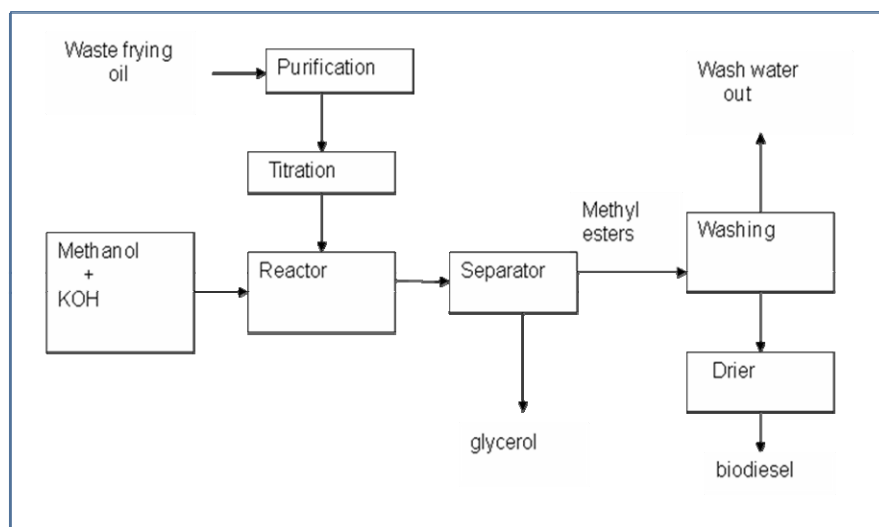 Waste frying
oil
Purification
Titration
Methanol
+
KOH
Reactor
Separator
glycerol
Methyl
esters
Washing
Wash water
out
Drier
biodiesel